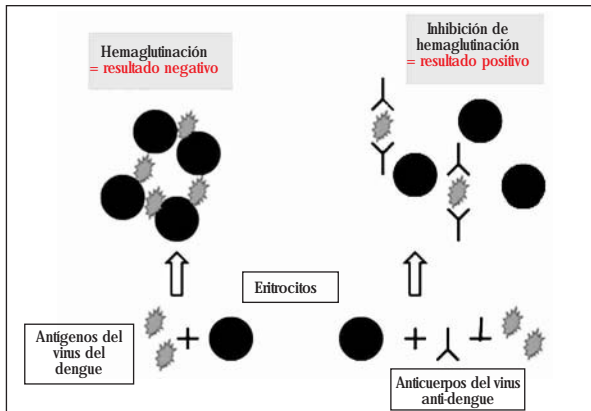 Hemaglutinación
= resultado negativo
Inhibición de
hemaglutinación
= resultado positivo
Eritrocitos
Antígenos del
virus del
dengue
Anticuerpos del virus
anti-dengue